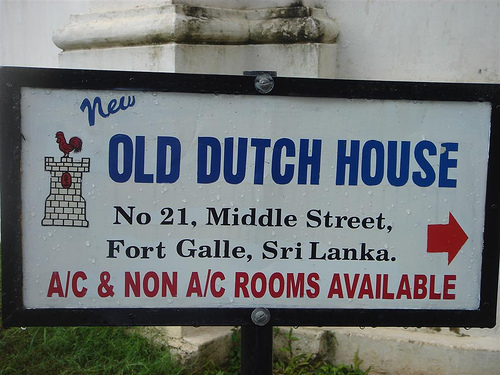 New
OLD DUTCH HOUSE
No 21, Middle Street,
Fort Galle, Sri Lanka.
A/C & NON A/C ROOMS AVAILABLE